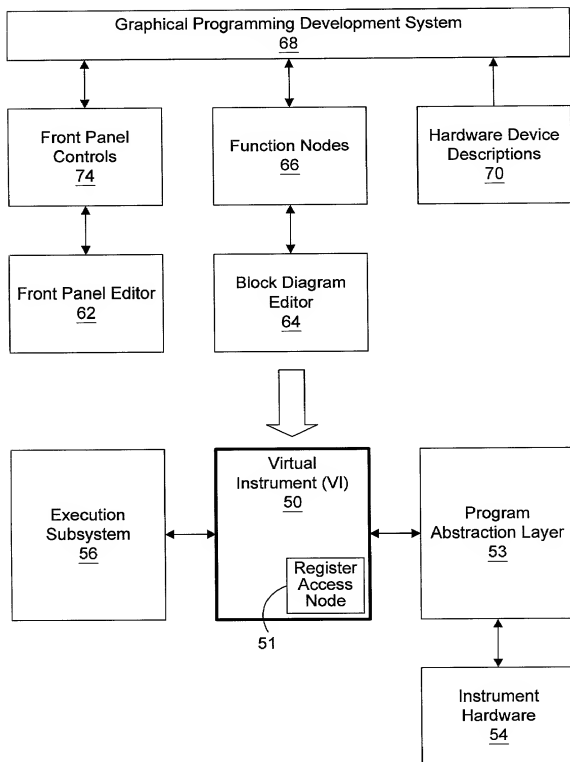 Graphical Programming Development System
68
Front Panel
Controls
74
Function Nodes
66
Hardware Device
Descriptions
70
Front Panel Editor
62
Block Diagram
Editor
64
Execution
Subsystem
56
Virtual
Instrument (VI)
50
Register
Access
Node
51
Program
Abstraction Layer
53
Instrument
Hardware
54